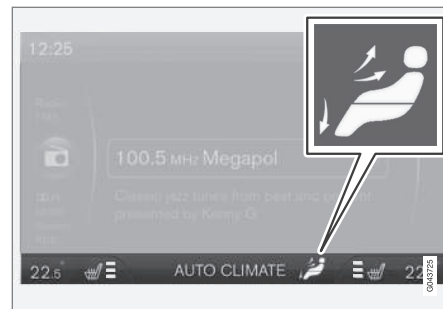 12:25
Radio
100.5 MHz Megapol
Classic jazz tunes from past and present
presented by Kenny G
22.5° AUTO CLIMATE 22
G043725